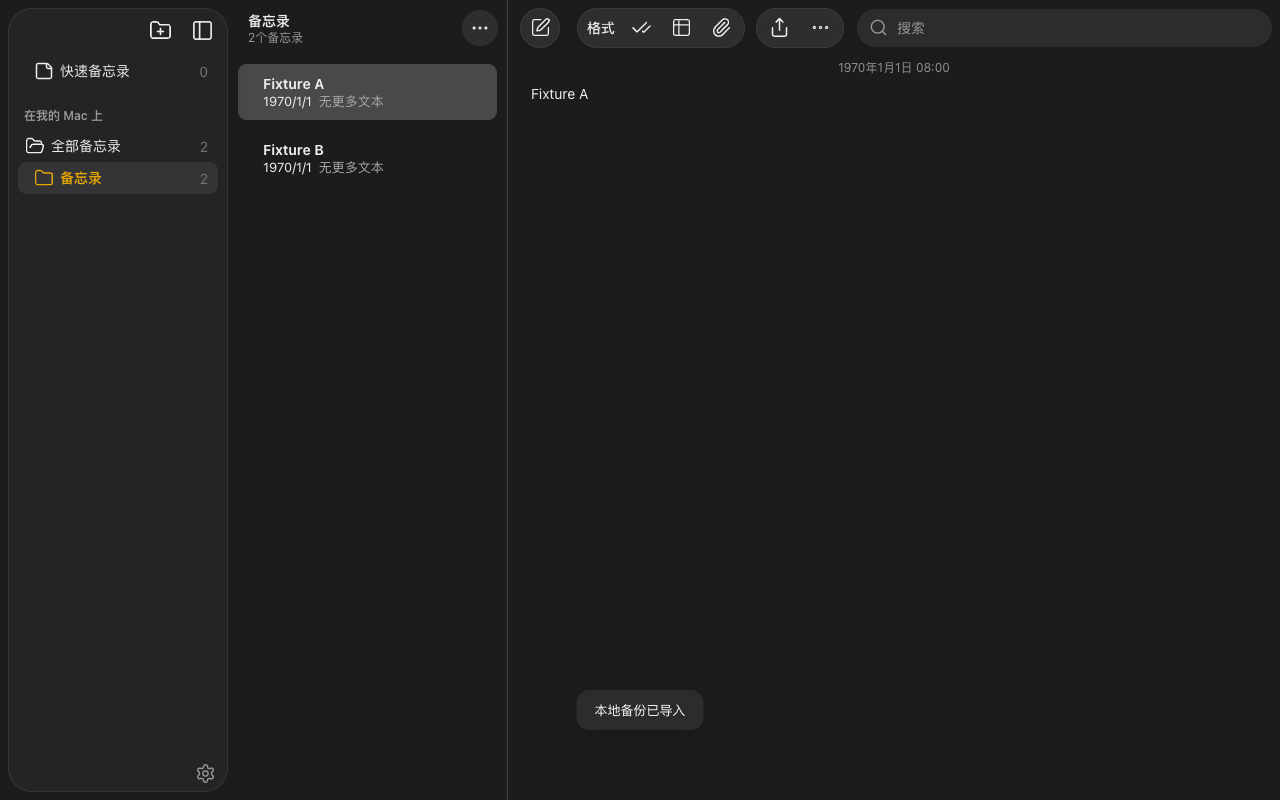 快速备忘录 0
在我的 Mac 上
全部备忘录 2
备忘录 2
备忘录
2个备忘录
Fixture A
1970/1/1 无更多文本
Fixture B
1970/1/1 无更多文本
格式
搜索
1970年1月1日 08:00
Fixture A
本地备份已导入